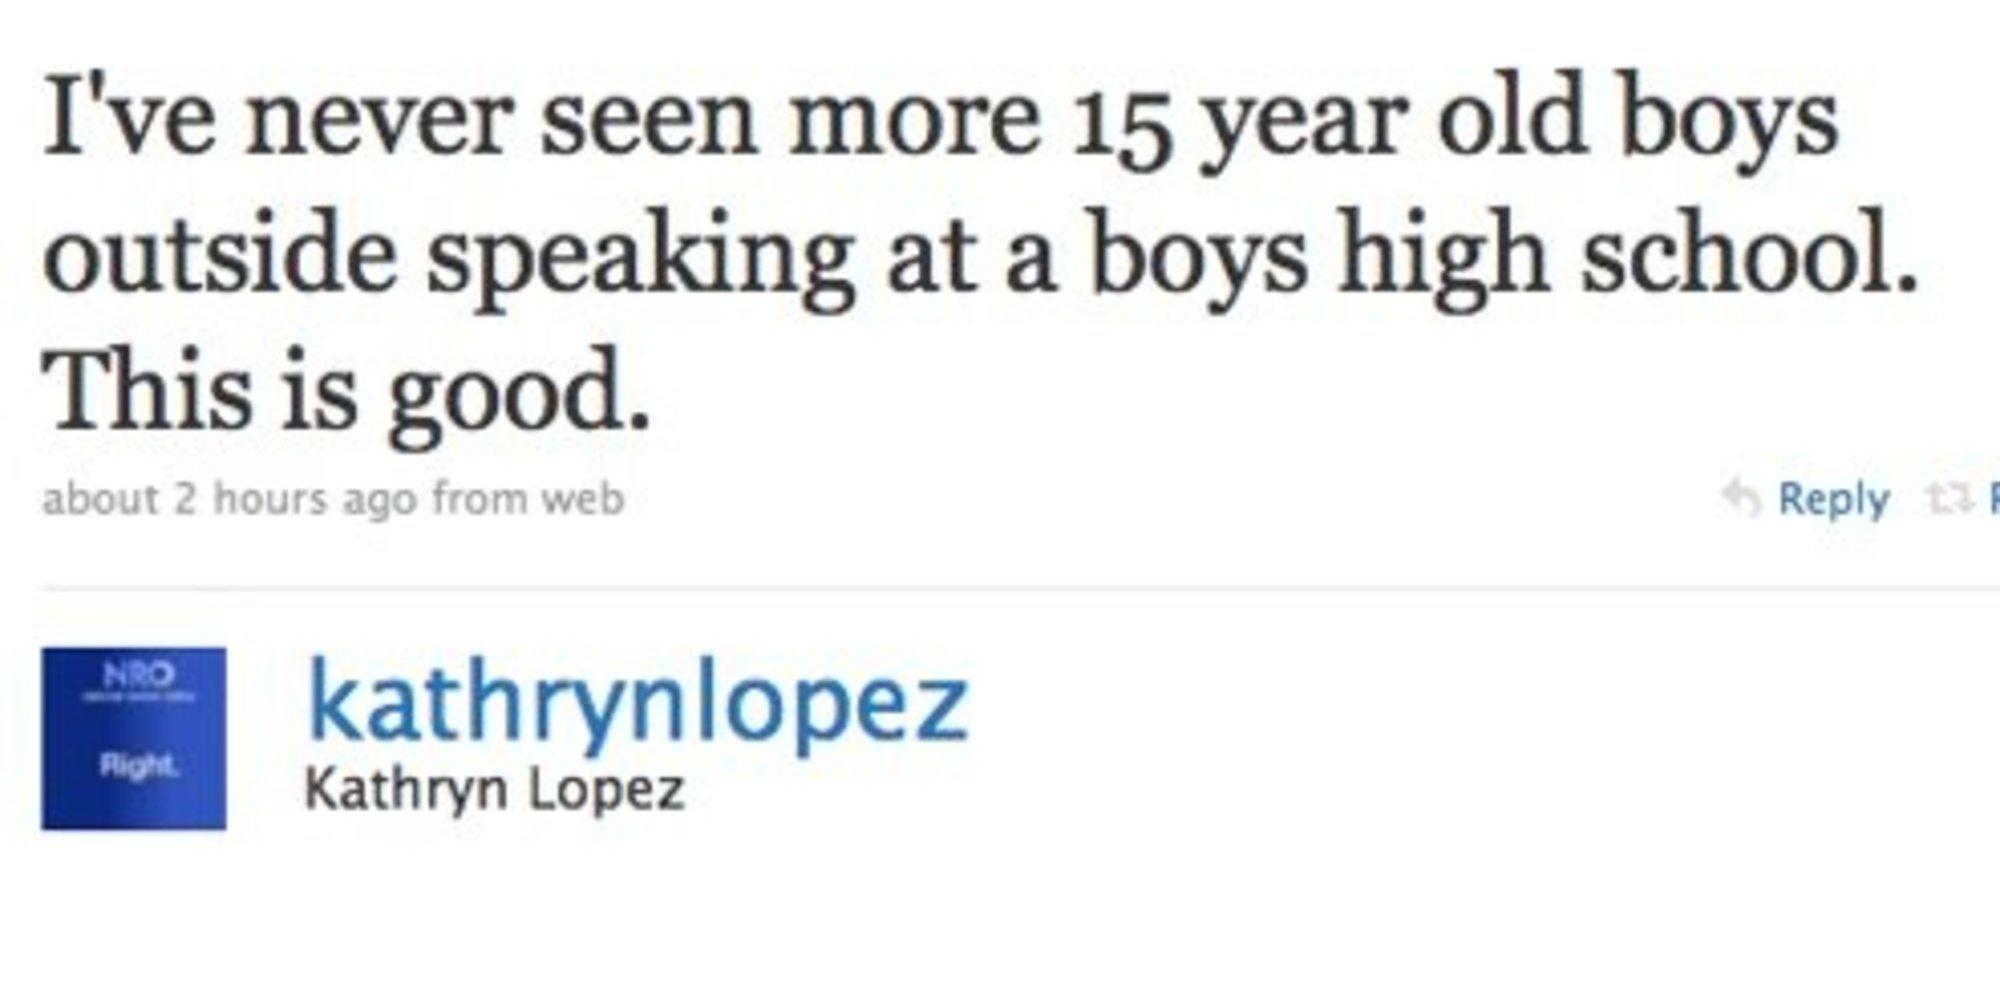 I've never seen more 15 year old boys
outside speaking at a boys high school.
This is good.
about 2 hours ago from web
Reply
NRO
Right.
kathrynlopez
Kathryn Lopez